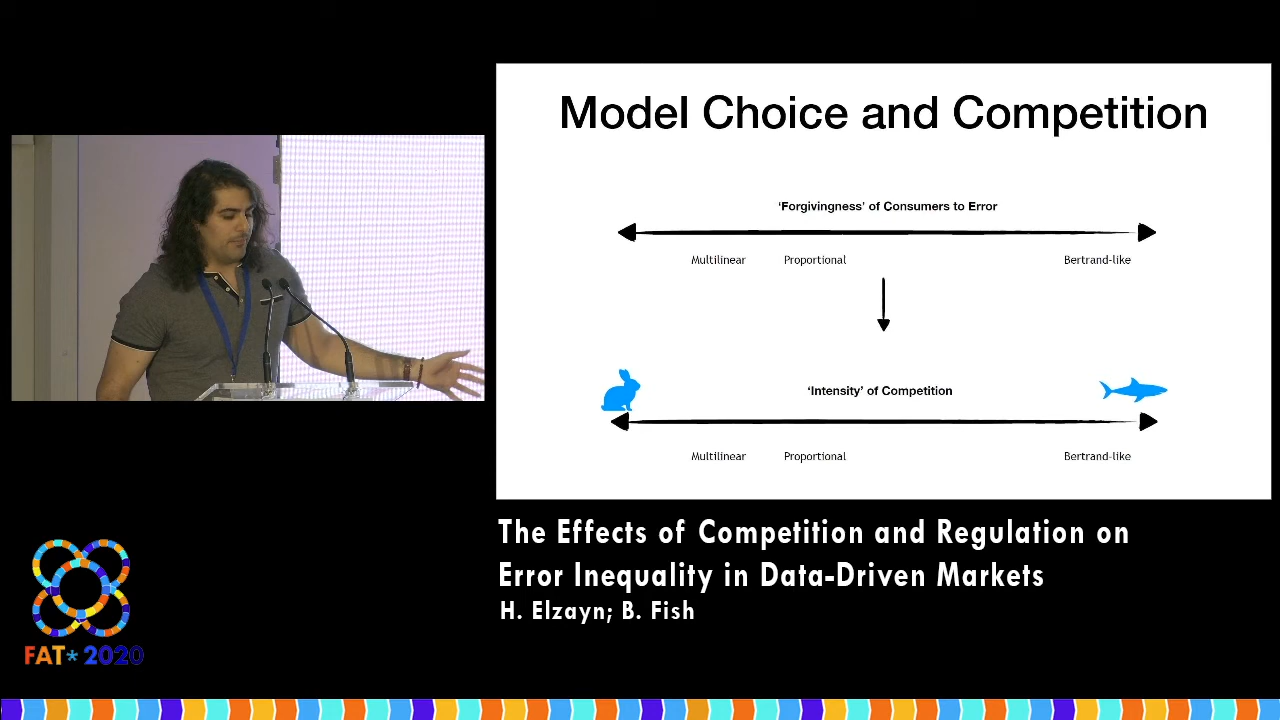 Model Choice and Competition
'Forgivingness' of Consumers to Error
Multilinear Proportional Bertrand-like
'Intensity' of Competition
Multilinear Proportional Bertrand-like
The Effects of Competition and Regulation on
Error Inequality in Data-Driven Markets
H. Elzayn; B. Fish
FAT* 2020